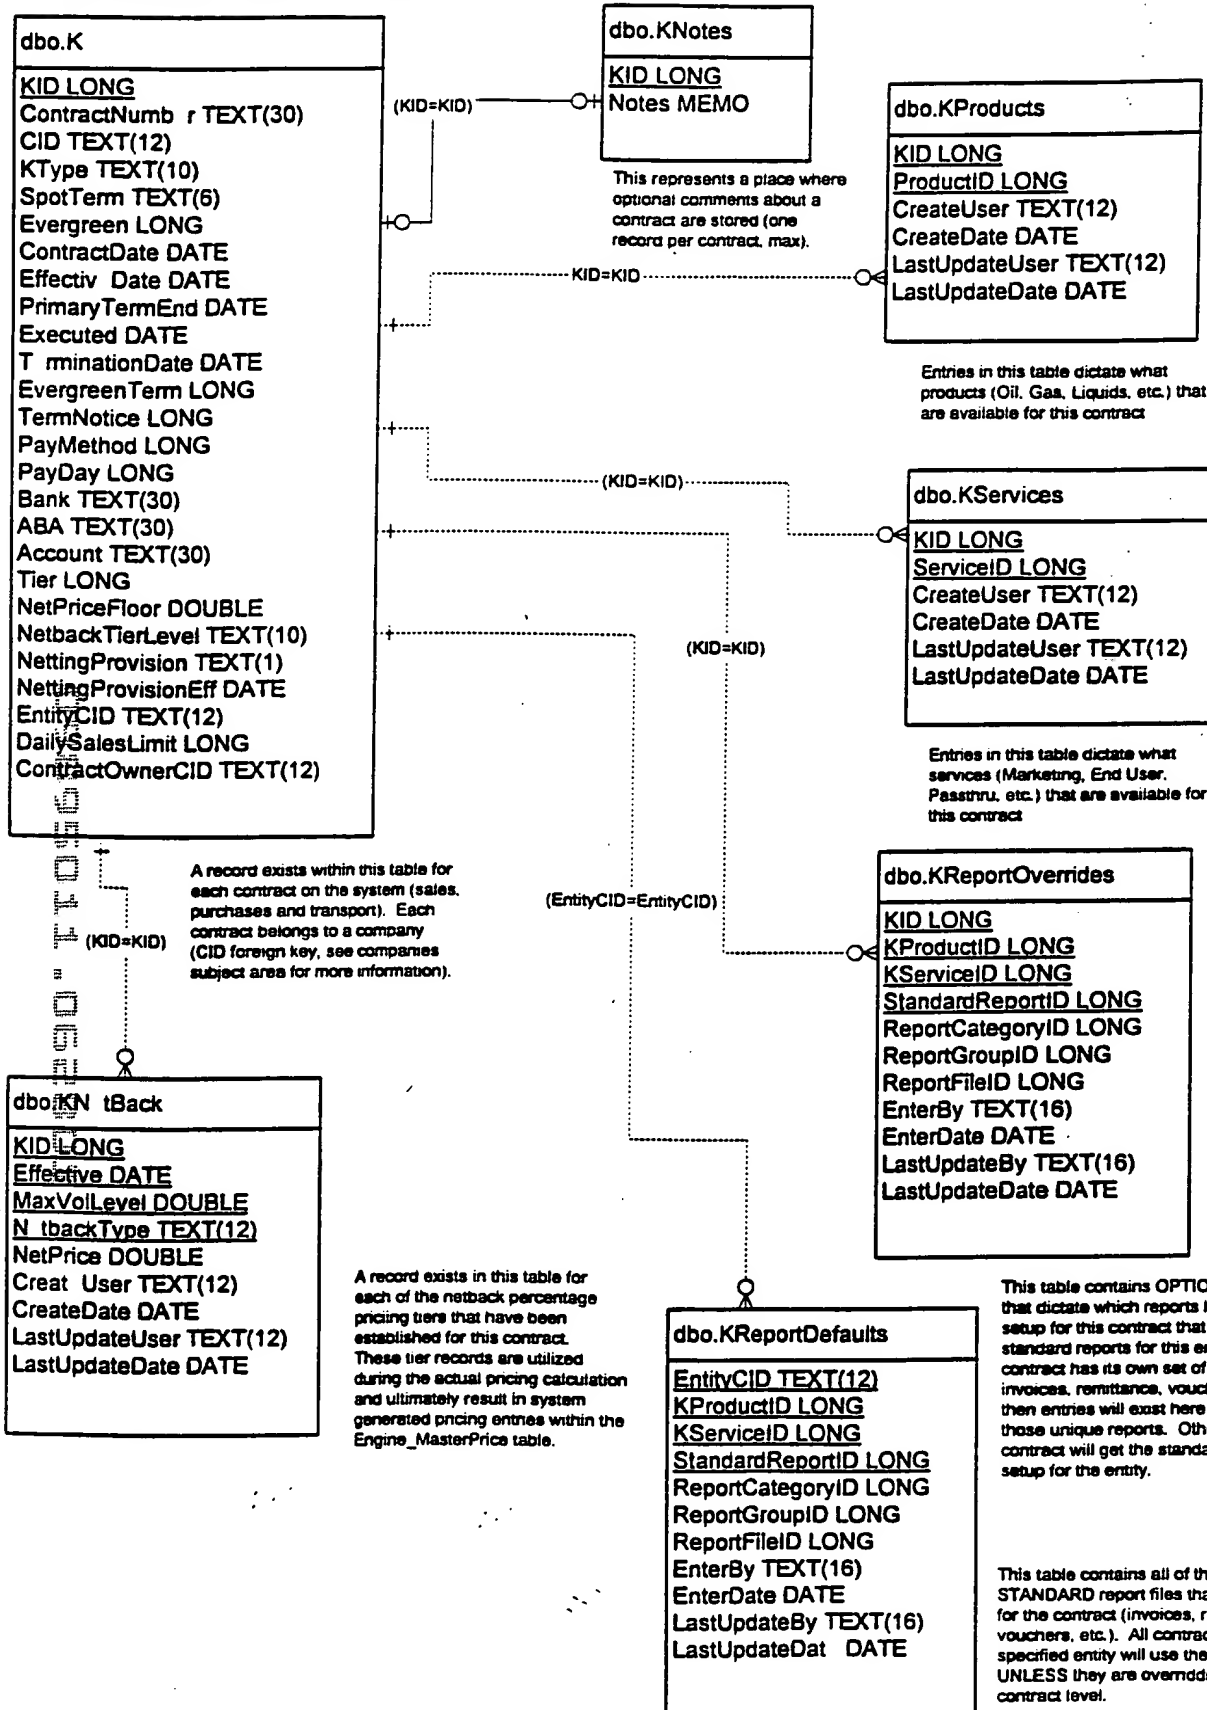 dbo.K
KID LONG
ContractNumb r TEXT(30)
CID TEXT(12)
KType TEXT(10)
SpotTerm TEXT(6)
Evergreen LONG
ContractDate DATE
Effectiv Date DATE
PrimaryTermEnd DATE
Executed DATE
T rminationDate DATE
EvergreenTerm LONG
TermNotice LONG
PayMethod LONG
PayDay LONG
Bank TEXT(30)
ABA TEXT(30)
Account TEXT(30)
Tier LONG
NetPriceFloor DOUBLE
NetbackTierLevel TEXT(10)
NettingProvision TEXT(1)
NettingProvisionEff DATE
EntityCID TEXT(12)
DailySalesLimit LONG
ContractOwnerCID TEXT(12)
dbo.KNotes
KID LONG
Notes MEMO
(KID=KID)
This represents a place where
optional comments about a
contract are stored (one
record per contract, max).
dbo.KProducts
KID LONG
ProductID LONG
CreateUser TEXT(12)
CreateDate DATE
LastUpdateUser TEXT(12)
LastUpdateDate DATE
KID=KID
Entries in this table dictate what
products (Oil, Gas, Liquids, etc.) that
are available for this contract
(KID=KID)
dbo.KServices
KID LONG
ServiceID LONG
CreateUser TEXT(12)
CreateDate DATE
LastUpdateUser TEXT(12)
LastUpdateDate DATE
(KID=KID)
Entries in this table dictate what
services (Marketing, End User,
Passthru, etc.) that are available for
this contract
A record exists within this table for
each contract on the system (sales,
purchases and transport). Each
contract belongs to a company
(CID foreign key, see companies
subject area for more information).
(EntityCID=EntityCID)
(KID=KID)
dbo.KReportOverrides
KID LONG
KProductID LONG
KServiceID LONG
StandardReportID LONG
ReportCategoryID LONG
ReportGroupID LONG
ReportFileID LONG
EnterBy TEXT(16)
EnterDate DATE
LastUpdateBy TEXT(16)
LastUpdateDate DATE
dbo.KN tBack
KID LONG
Effective DATE
MaxVolLevel DOUBLE
N tbackType TEXT(12)
NetPrice DOUBLE
Creat User TEXT(12)
CreateDate DATE
LastUpdateUser TEXT(12)
LastUpdateDate DATE
A record exists in this table for
each of the netback percentage
pricing tiers that have been
established for this contract.
These tier records are utilized
during the actual pricing calculation
and ultimately result in system
generated pricing entries within the
Engine_MasterPrice table.
dbo.KReportDefaults
EntityCID TEXT(12)
KProductID LONG
KServiceID LONG
StandardReportID LONG
ReportCategoryID LONG
ReportGroupID LONG
ReportFileID LONG
EnterBy TEXT(16)
EnterDate DATE
LastUpdateBy TEXT(16)
LastUpdateDat DATE
This table contains OPTIO
that dictate which reports
setup for this contract that
standard reports for this e
contract has its own set of
invoices, remittance, vouc
then entries will exist here
those unique reports. Oth
contract will get the standa
setup for the entity.
This table contains all of th
STANDARD report files tha
for the contract (invoices, r
vouchers, etc.). All contrac
specified entity will use the
UNLESS they are overridd
contract level.